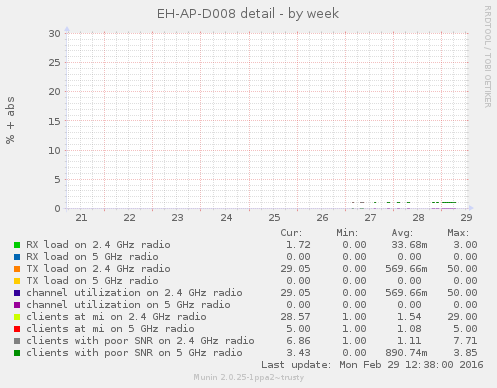 EH-AP-D008 detail - by week
RRDTOOL / TOBI OETIKER
% + abs
30
25
20
15
10
5
0
21 22 23 24 25 26 27 28 29
Cur: Min: Avg: Max:
RX load on 2.4 GHz radio 1.72 0.00 33.68m 3.00
RX load on 5 GHz radio 0.00 0.00 0.00 0.00
TX load on 2.4 GHz radio 29.05 0.00 569.66m 50.00
TX load on 5 GHz radio 0.00 0.00 0.00 0.00
channel utilization on 2.4 GHz radio 29.05 0.00 569.66m 50.00
channel utilization on 5 GHz radio 0.00 0.00 0.00 0.00
clients at mi on 2.4 GHz radio 28.57 1.00 1.54 29.00
clients at mi on 5 GHz radio 5.00 1.00 1.08 5.00
clients with poor SNR on 2.4 GHz radio 6.86 1.00 1.11 7.71
clients with poor SNR on 5 GHz radio 3.43 0.00 890.74m 3.85
Last update: Mon Feb 29 12:38:00 2016
Munin 2.0.25-1ppa2~trusty